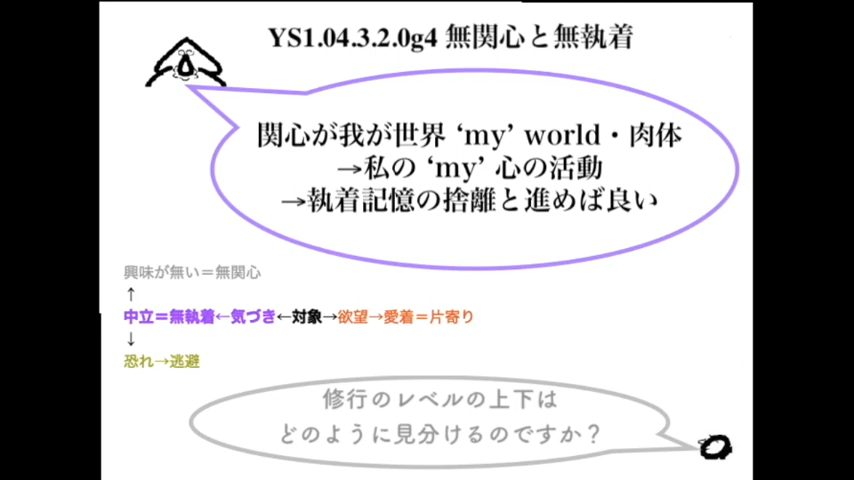 YS1.04.3.2.0g4 無関心と無執着
関心が我が世界 ‘my’ world・肉体
→私の ‘my’ 心の活動
→執着記憶の捨離と進めば良い
興味が無い＝無関心
↑
中立＝無執着←気づき←対象→欲望→愛着＝片寄り
↓
恐れ→逃避
修行のレベルの上下は
どのように見分けるのですか？